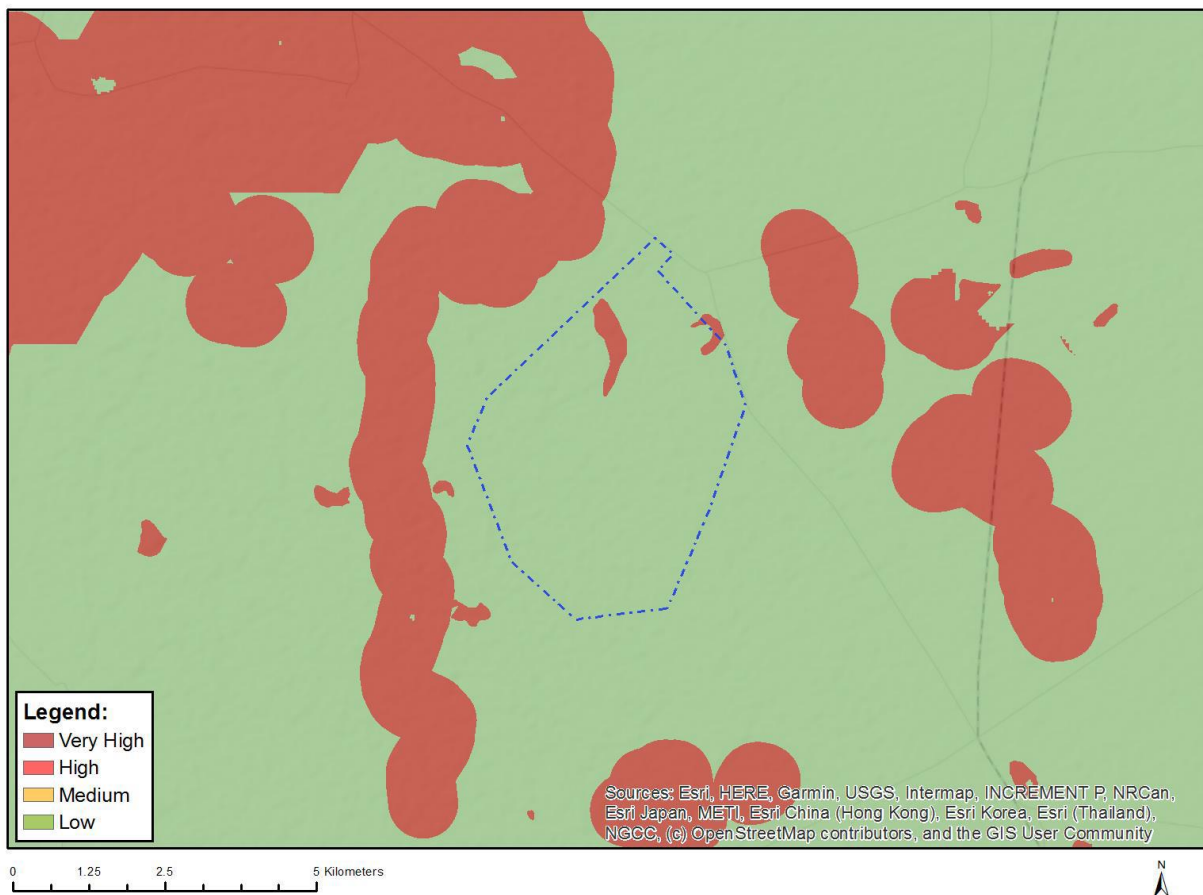 Legend:
Very High
High
Medium
Low
Sources: Esri, HERE, Garmin, USGS, Intermap, INCREMENT P, NRCan,
Esri Japan, METI, Esri China (Hong Kong), Esri Korea, Esri (Thailand),
NGCC, (c) OpenStreetMap contributors, and the GIS User Community
0 1.25 2.5 5 Kilometers
N